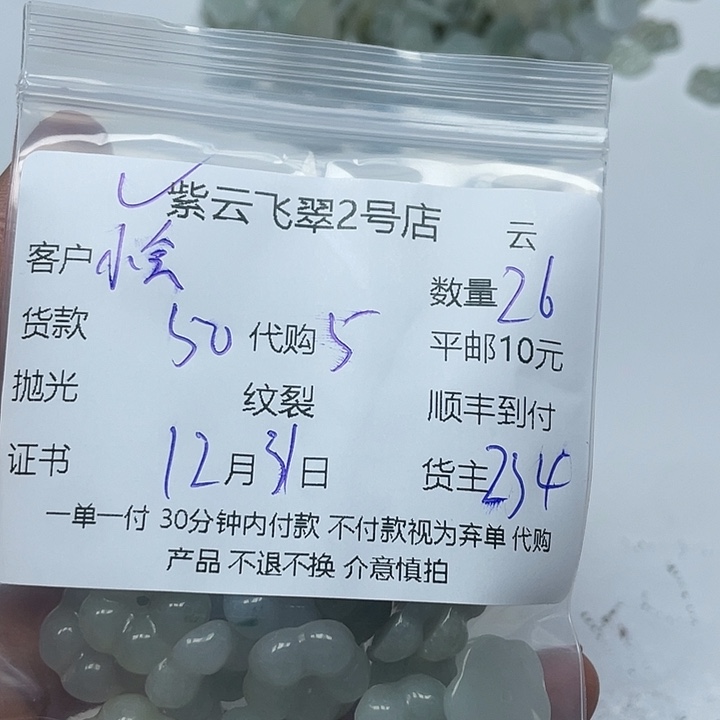 紫云飞翠2号店 云
客户 小会 数量 26
货款 50 代购 5 平邮10元
抛光 纹裂 顺丰到付
证书 12月31日 货主 234
一单一付 30分钟内付款 不付款视为弃单 代购
产品 不退不换 介意慎拍